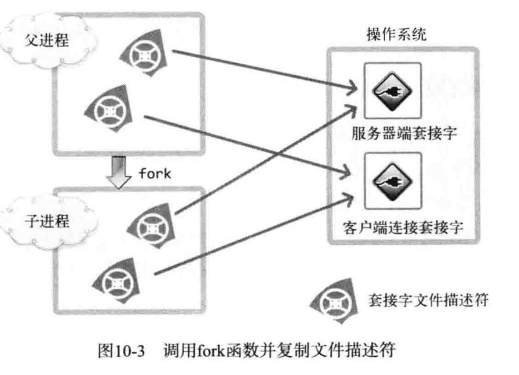 父进程
操作系统
服务器端套接字
fork
子进程
客户端连接套接字
套接字文件描述符
图10-3 调用fork函数并复制文件描述符